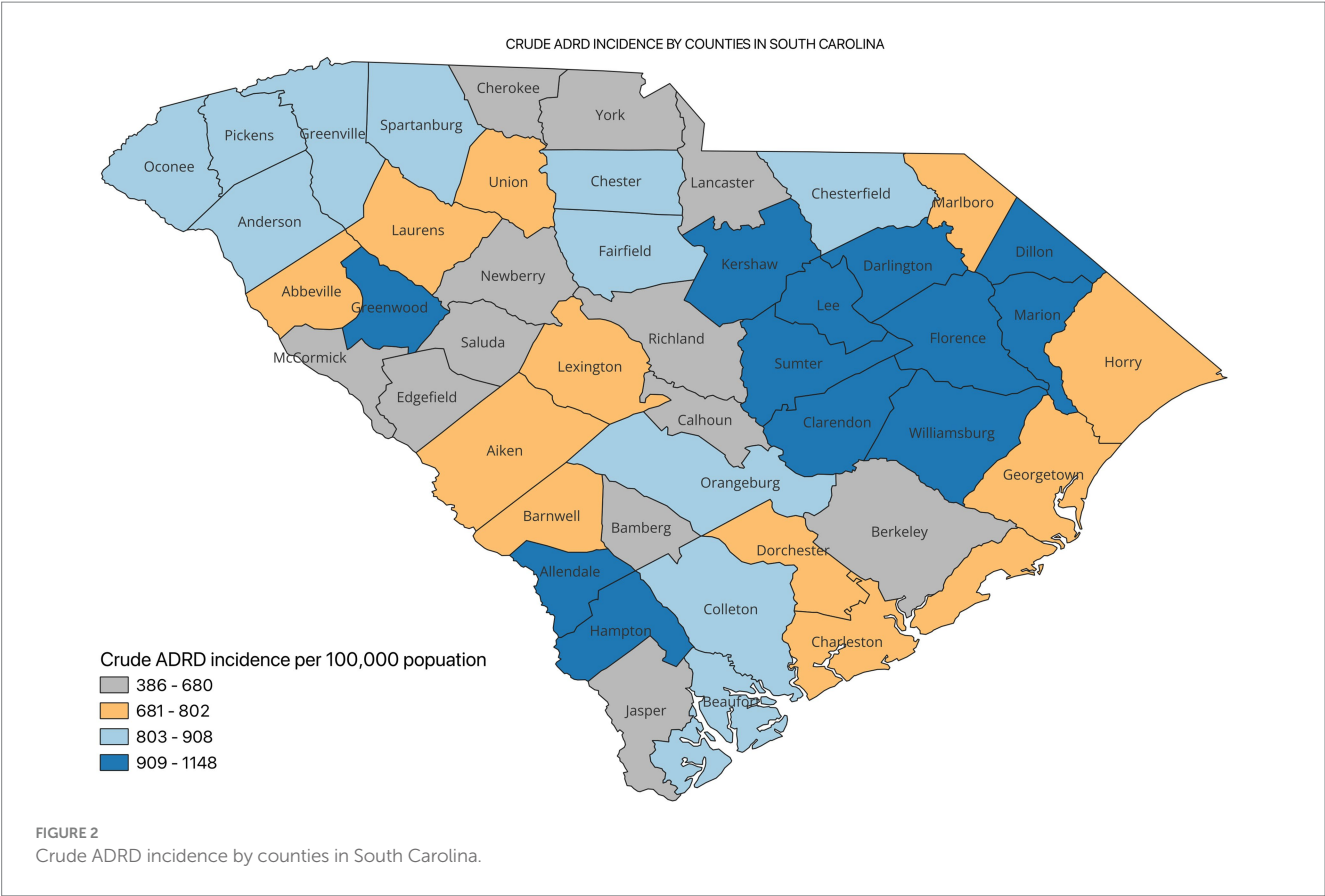 CRUDE ADRD INCIDENCE BY COUNTIES IN SOUTH CAROLINA
Cherokee
York
Spartanburg
Greenville
Pickens
Oconee
Union
Chester
Lancaster
Chesterfield
Marlboro
Anderson
Laurens
Fairfield
Kershaw
Darlington
Dillon
Newberry
Abbeville
Greenwood
Lee
Marion
Saluda
Richland
Florence
McCormick
Lexington
Sumter
Horry
Edgefield
Calhoun
Clarendon
Williamsburg
Aiken
Orangeburg
Georgetown
Barnwell
Bamberg
Berkeley
Dorchester
Allendale
Colleton
Hampton
Charleston
Beaufort
Jasper
Crude ADRD incidence per 100,000 popuation
386 - 680
681 - 802
803 - 908
909 - 1148
FIGURE 2
Crude ADRD incidence by counties in South Carolina.